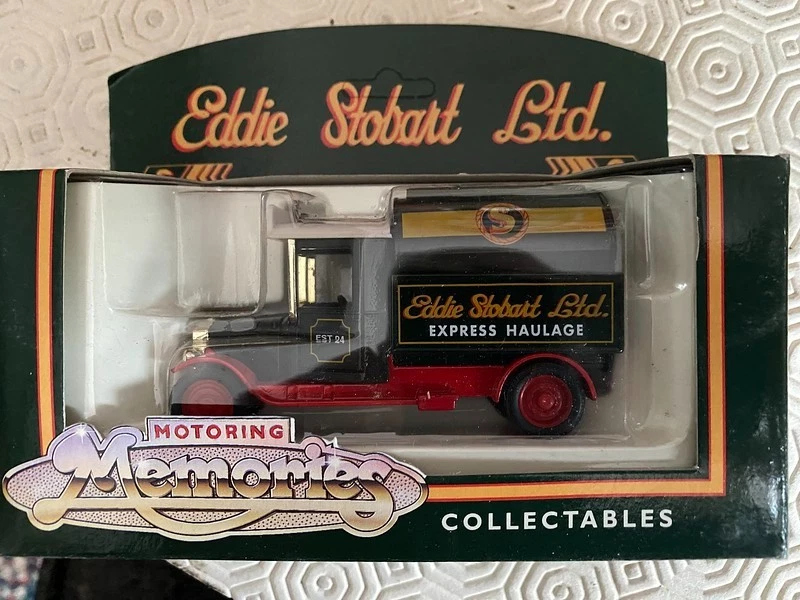 Eddie Stobart Ltd.
S
Eddie Stobart Ltd.
EXPRESS HAULAGE
EST 24
MOTORING
Memories
COLLECTABLES